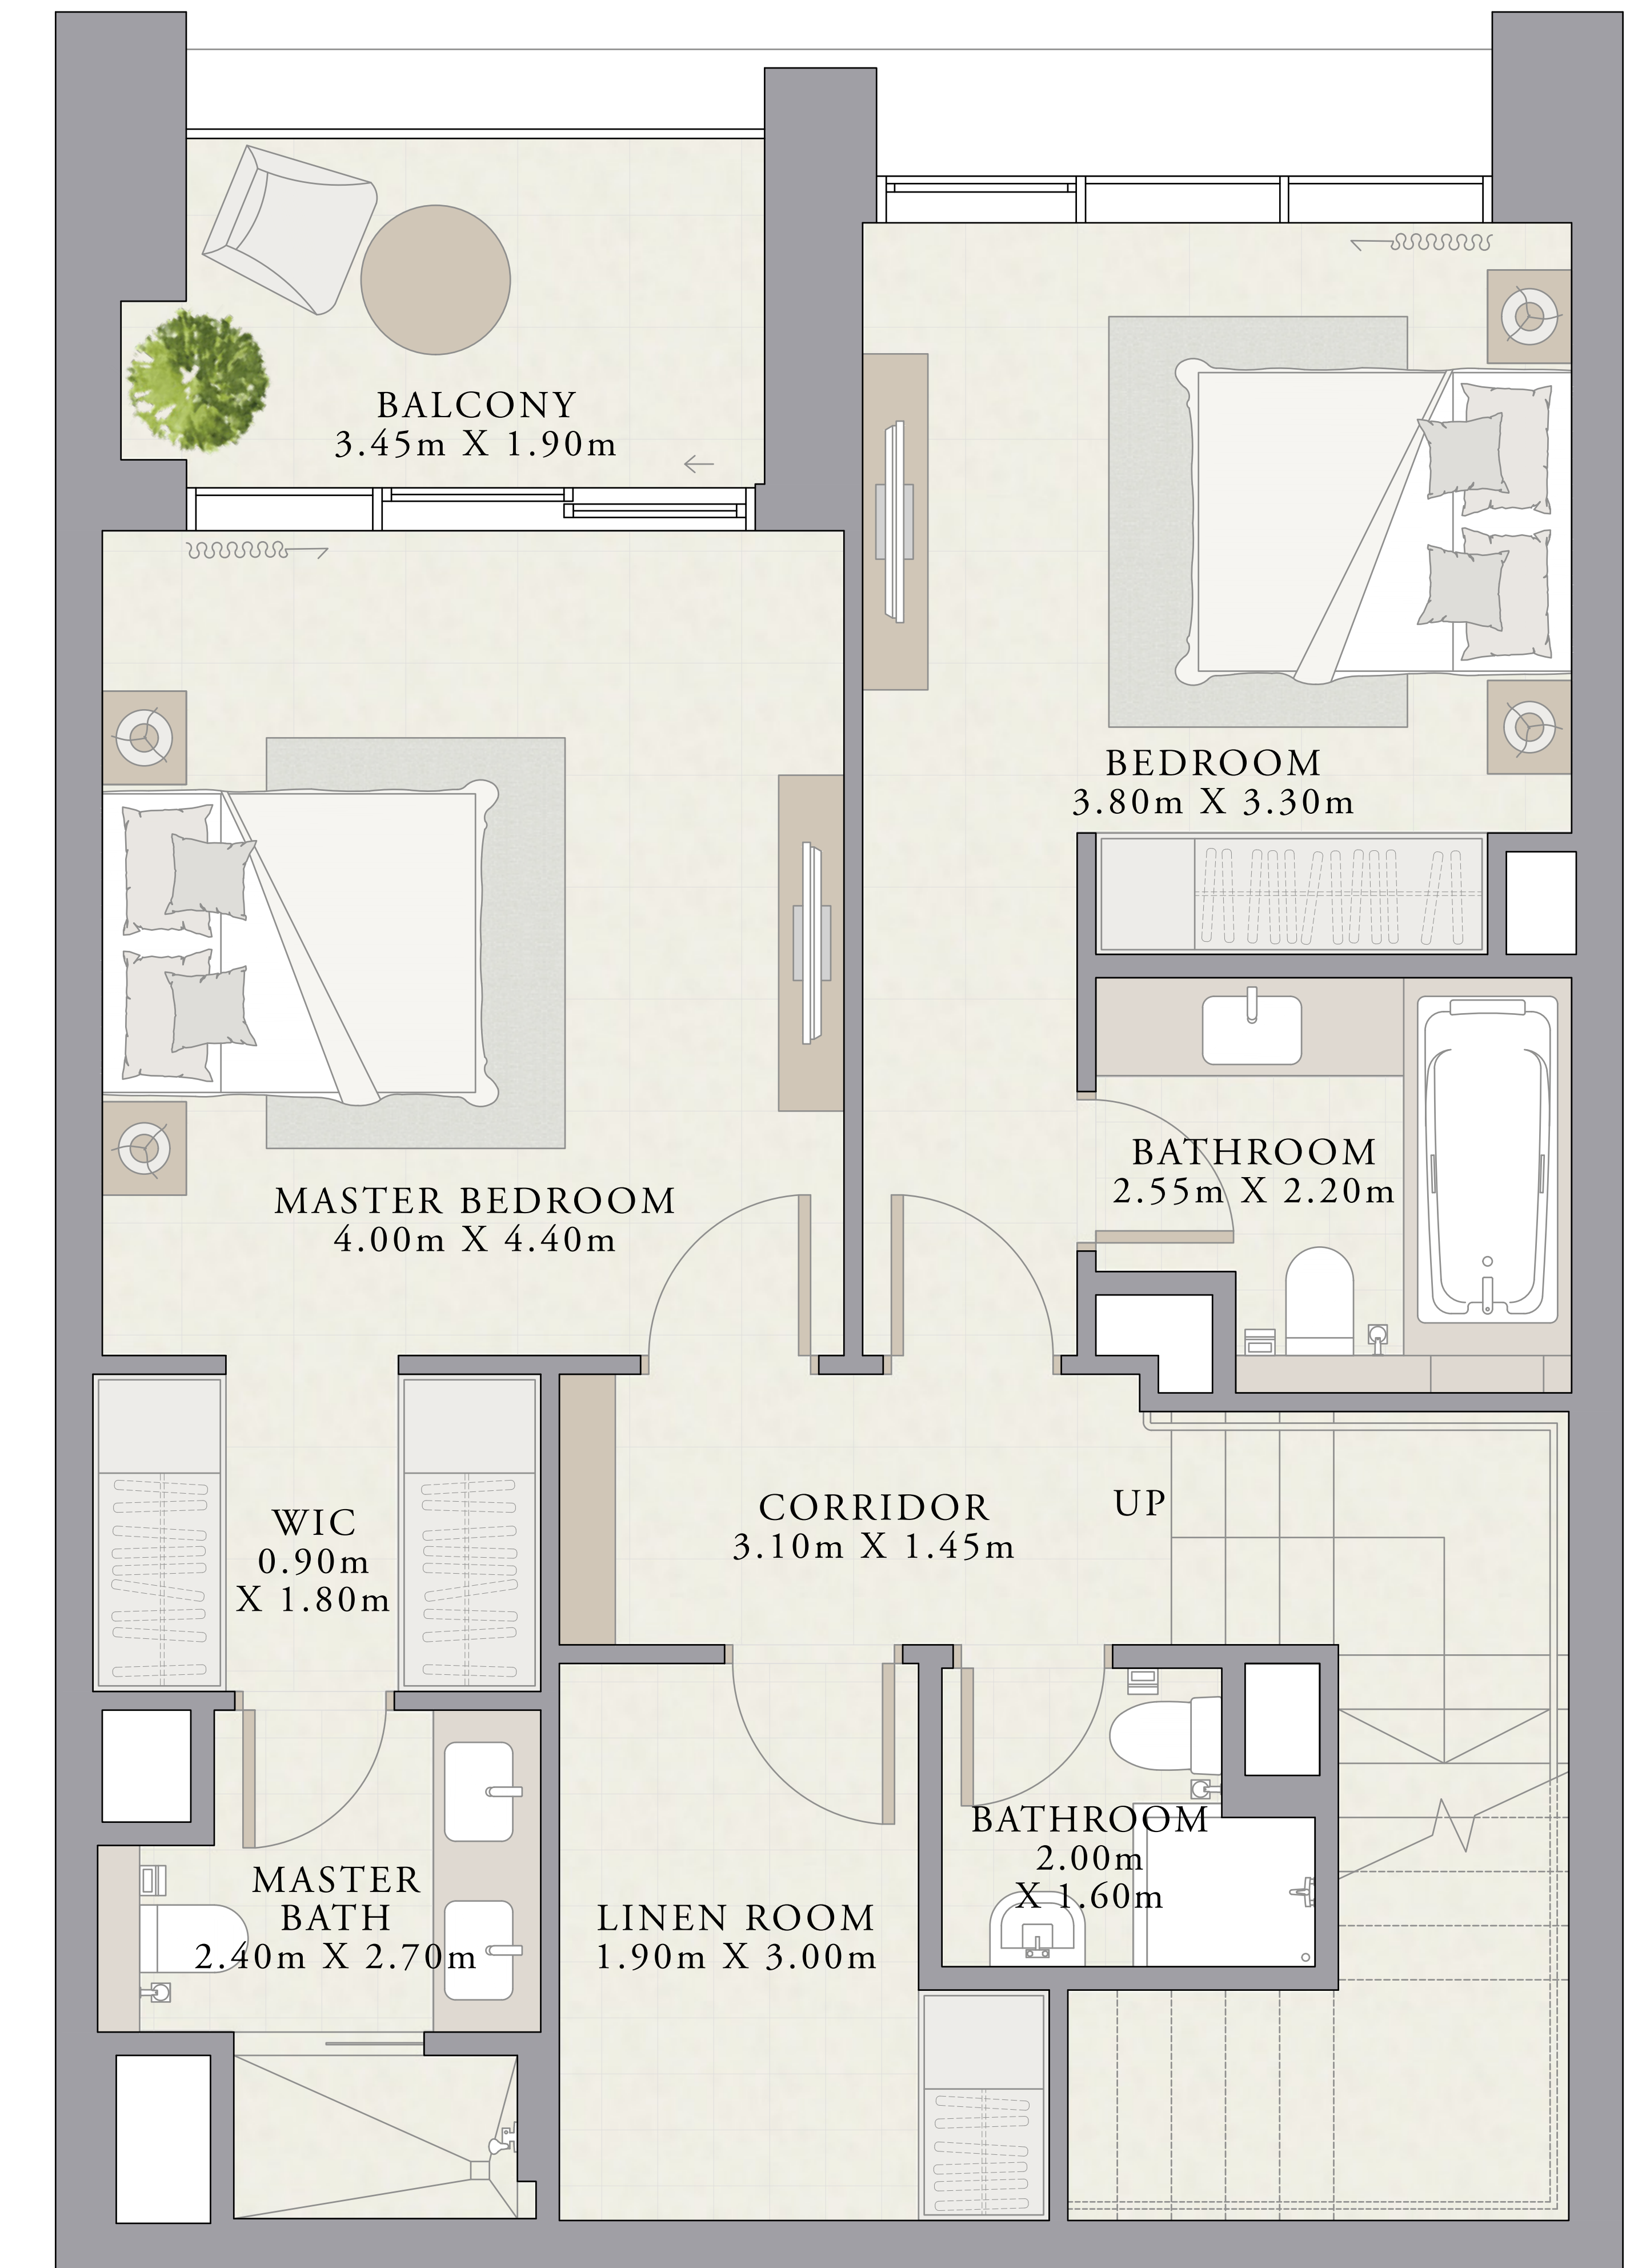 BALCONY
3.45m X 1.90m
BEDROOM
3.80m X 3.30m
BATHROOM
2.55m X 2.20m
MASTER BEDROOM
4.00m X 4.40m
WIC
0.90m
X 1.80m
CORRIDOR
3.10m X 1.45m
UP
MASTER
BATH
2.40m X 2.70m
LINEN ROOM
1.90m X 3.00m
BATHROOM
2.00m
X 1.60m